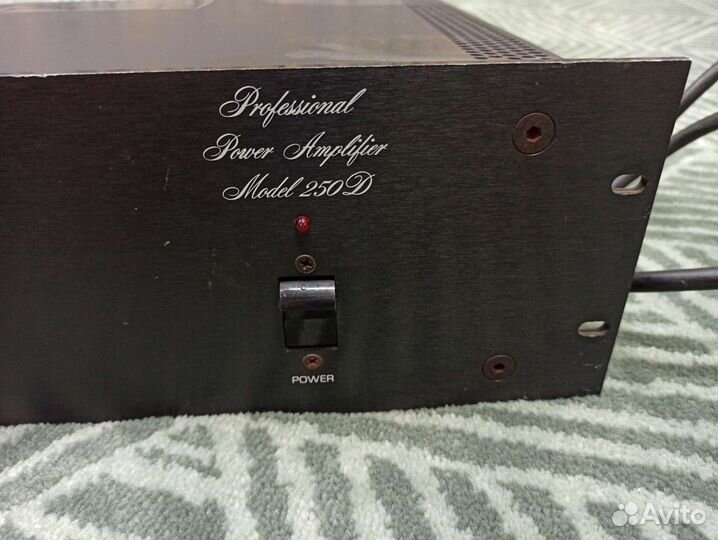 Professional
Power Amplifier
Model 250D
POWER
Avito